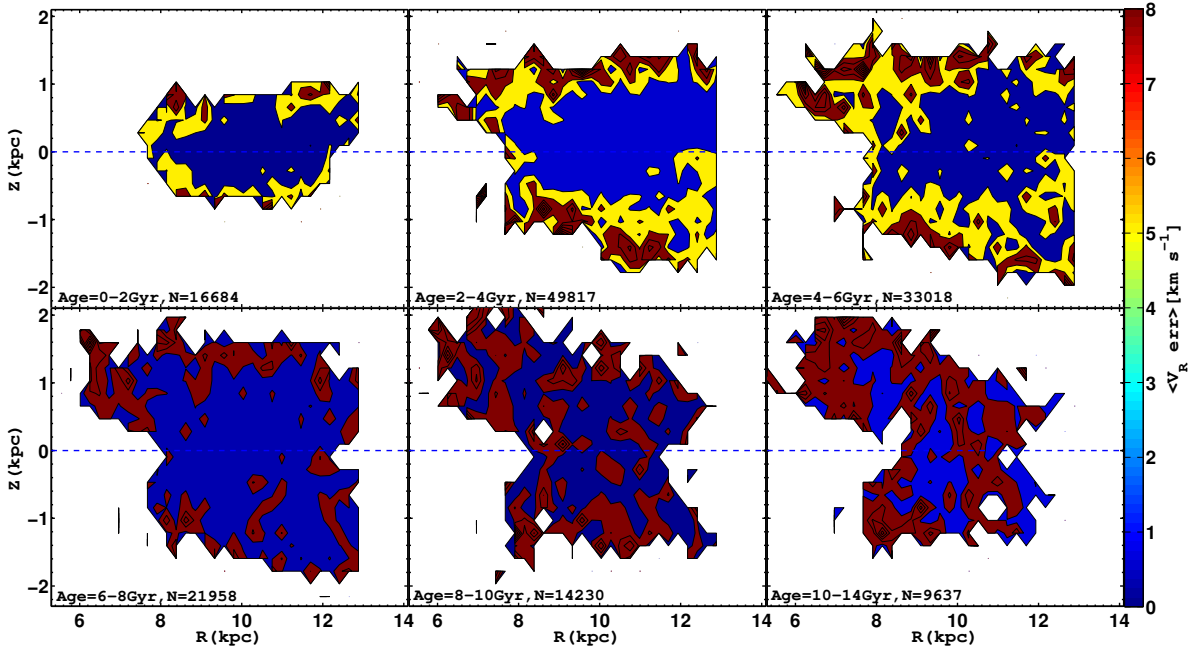 2
1
0
−1
−2
Z (kpc)
Age=0-2Gyr,N=16684
Age=2-4Gyr,N=49817
Age=4-6Gyr,N=33018
2
1
0
−1
−2
Z (kpc)
Age=6-8Gyr,N=21958
Age=8-10Gyr,N=14230
Age=10-14Gyr,N=9637
6 8 10 12 14
6 8 10 12
6 8 10 12 14
R(kpc)
R(kpc)
R(kpc)
8
7
6
5
4
3
2
1
0
<V_R err>[km s^-1]